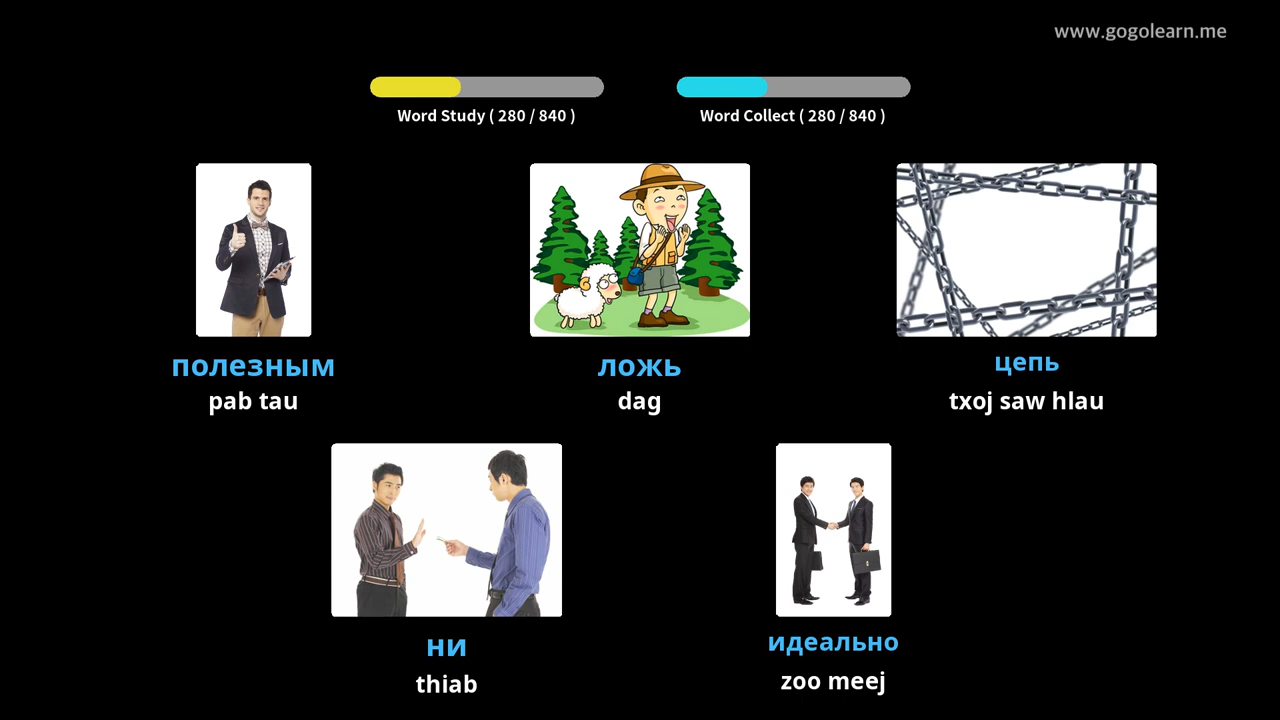 www.gogolearn.me
Word Study ( 280 / 840 )
Word Collect ( 280 / 840 )
полезным
pab tau
ложь
dag
цепь
txoj saw hlau
ни
thiab
идеально
zoo meej